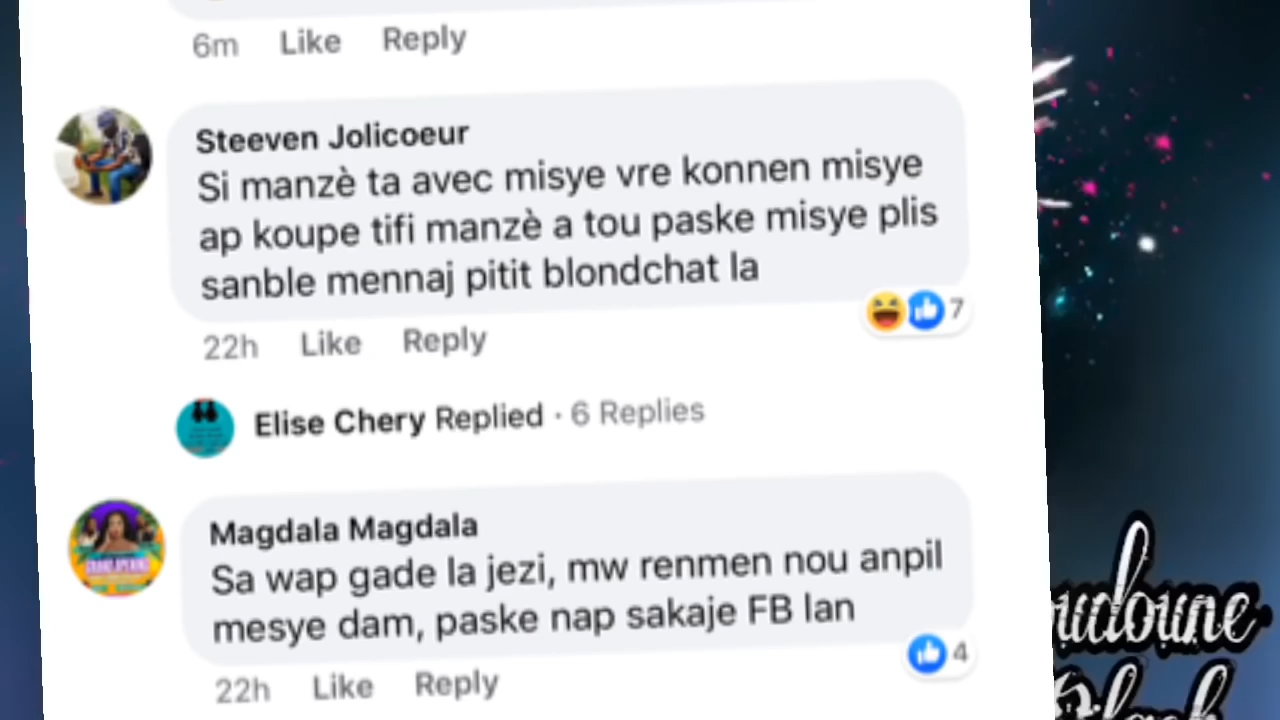 6m Like Reply
Steeven Jolicoeur
Si manzè ta avec misye vre konnen misye
ap koupe tifi manzè a tou paske misye plis
sanble mennaj pitit blondchat la
7
22h Like Reply
Elise Chery Replied · 6 Replies
Magdala Magdala
Sa wap gade la jezi, mw renmen nou anpil
mesye dam, paske nap sakaje FB lan
4
22h Like Reply